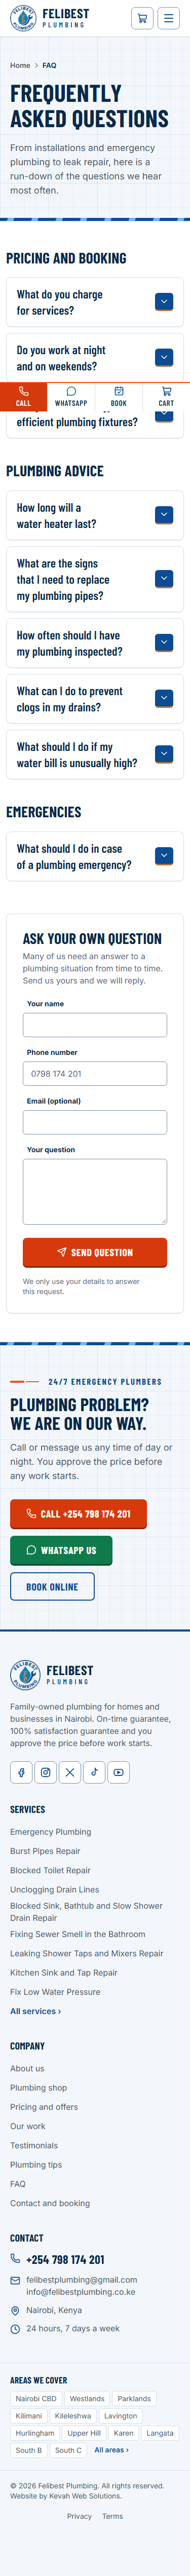 FELIBEST
PLUMBING
Home > FAQ
FREQUENTLY
ASKED QUESTIONS
From installations and emergency
plumbing to leak repair, here is a
run-down of the questions we hear
most often.
PRICING AND BOOKING
What do you charge
for services?
Do you work at night
and on weekends?
CALL
WHATSAPP
BOOK
CART
efficient plumbing fixtures?
PLUMBING ADVICE
How long will a
water heater last?
What are the signs
that I need to replace
my plumbing pipes?
How often should I have
my plumbing inspected?
What can I do to prevent
clogs in my drains?
What should I do if my
water bill is unusually high?
EMERGENCIES
What should I do in case
of a plumbing emergency?
ASK YOUR OWN QUESTION
Many of us need an answer to a
plumbing situation from time to time.
Send us yours and we will reply.
Your name
Phone number
0798 174 201
Email (optional)
Your question
SEND QUESTION
We only use your details to answer
this request.
24/7 EMERGENCY PLUMBERS
PLUMBING PROBLEM?
WE ARE ON OUR WAY.
Call or message us any time of day or
night. You approve the price before
any work starts.
CALL +254 798 174 201
WHATSAPP US
BOOK ONLINE
FELIBEST
PLUMBING
Family-owned plumbing for homes and
businesses in Nairobi. On-time guarantee,
100% satisfaction guarantee and you
approve the price before work starts.
SERVICES
Emergency Plumbing
Burst Pipes Repair
Blocked Toilet Repair
Unclogging Drain Lines
Blocked Sink, Bathtub and Slow Shower
Drain Repair
Fixing Sewer Smell in the Bathroom
Leaking Shower Taps and Mixers Repair
Kitchen Sink and Tap Repair
Fix Low Water Pressure
All services ›
COMPANY
About us
Plumbing shop
Pricing and offers
Our work
Testimonials
Plumbing tips
FAQ
Contact and booking
CONTACT
+254 798 174 201
felibestplumbing@gmail.com
info@felibestplumbing.co.ke
Nairobi, Kenya
24 hours, 7 days a week
AREAS WE COVER
Nairobi CBD
Westlands
Parklands
Kilimani
Kileleshwa
Lavington
Hurlingham
Upper Hill
Karen
Langata
South B
South C
All areas ›
© 2026 Felibest Plumbing. All rights reserved.
Website by Kevah Web Solutions.
Privacy
Terms